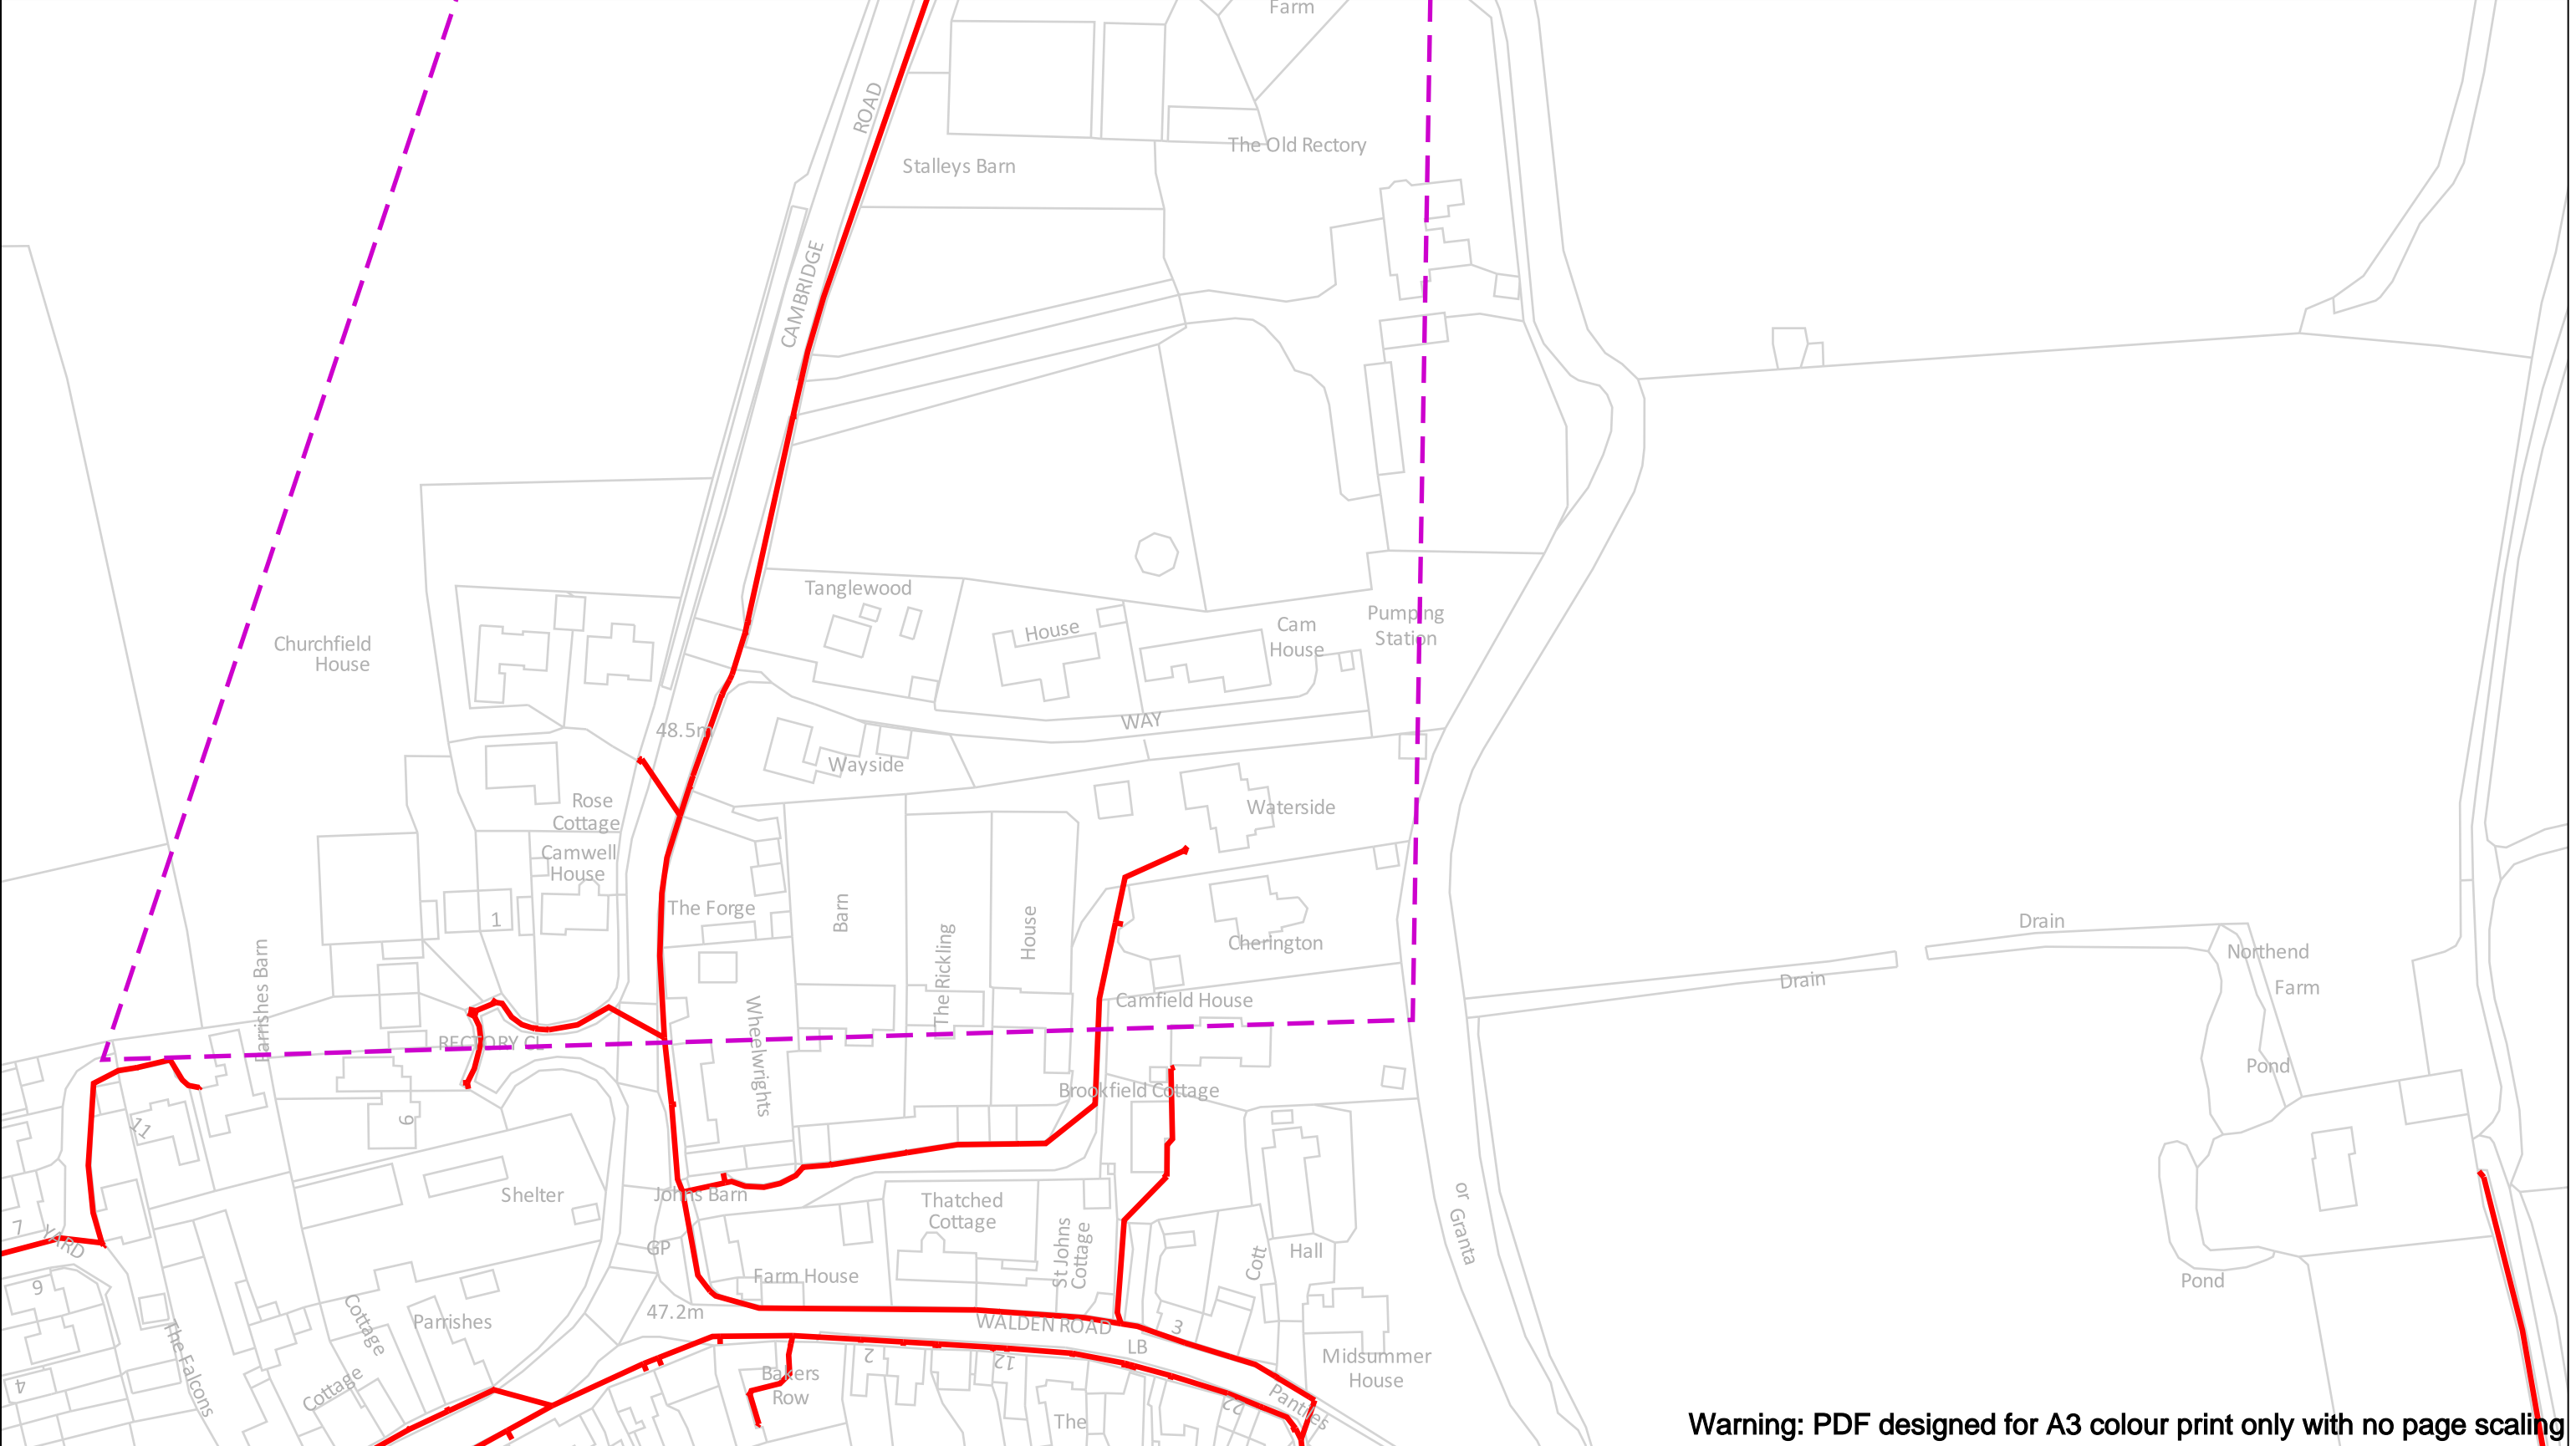 Farm
ROAD
The Old Rectory
Stalleys Barn
CAMBRIDGE
Tanglewood
House
Cam
House
Pumping
Station
Churchfield
House
48.5m
WAY
Wayside
Rose
Cottage
Waterside
Camwell
House
1
The Forge
Barn
The Rickling
House
Cherington
Drain
Drain
Northend
Farm
Parrishes Barn
Camfield House
RECTORY CL
Wheelwrights
Pond
Brookfield Cottage
11
6
Shelter
Johns Barn
Thatched
Cottage
St Johns
Cottage
7
YARD
GP
Cott
Hall
or Granta
Farm House
Pond
9
47.2m
WALDEN ROAD
3
Cottage
Parrishes
The Falcons
LB
2
12
Midsummer
House
4
Cottage
Bakers
Row
22
Pantiles
The
Warning: PDF designed for A3 colour print only with no page scaling